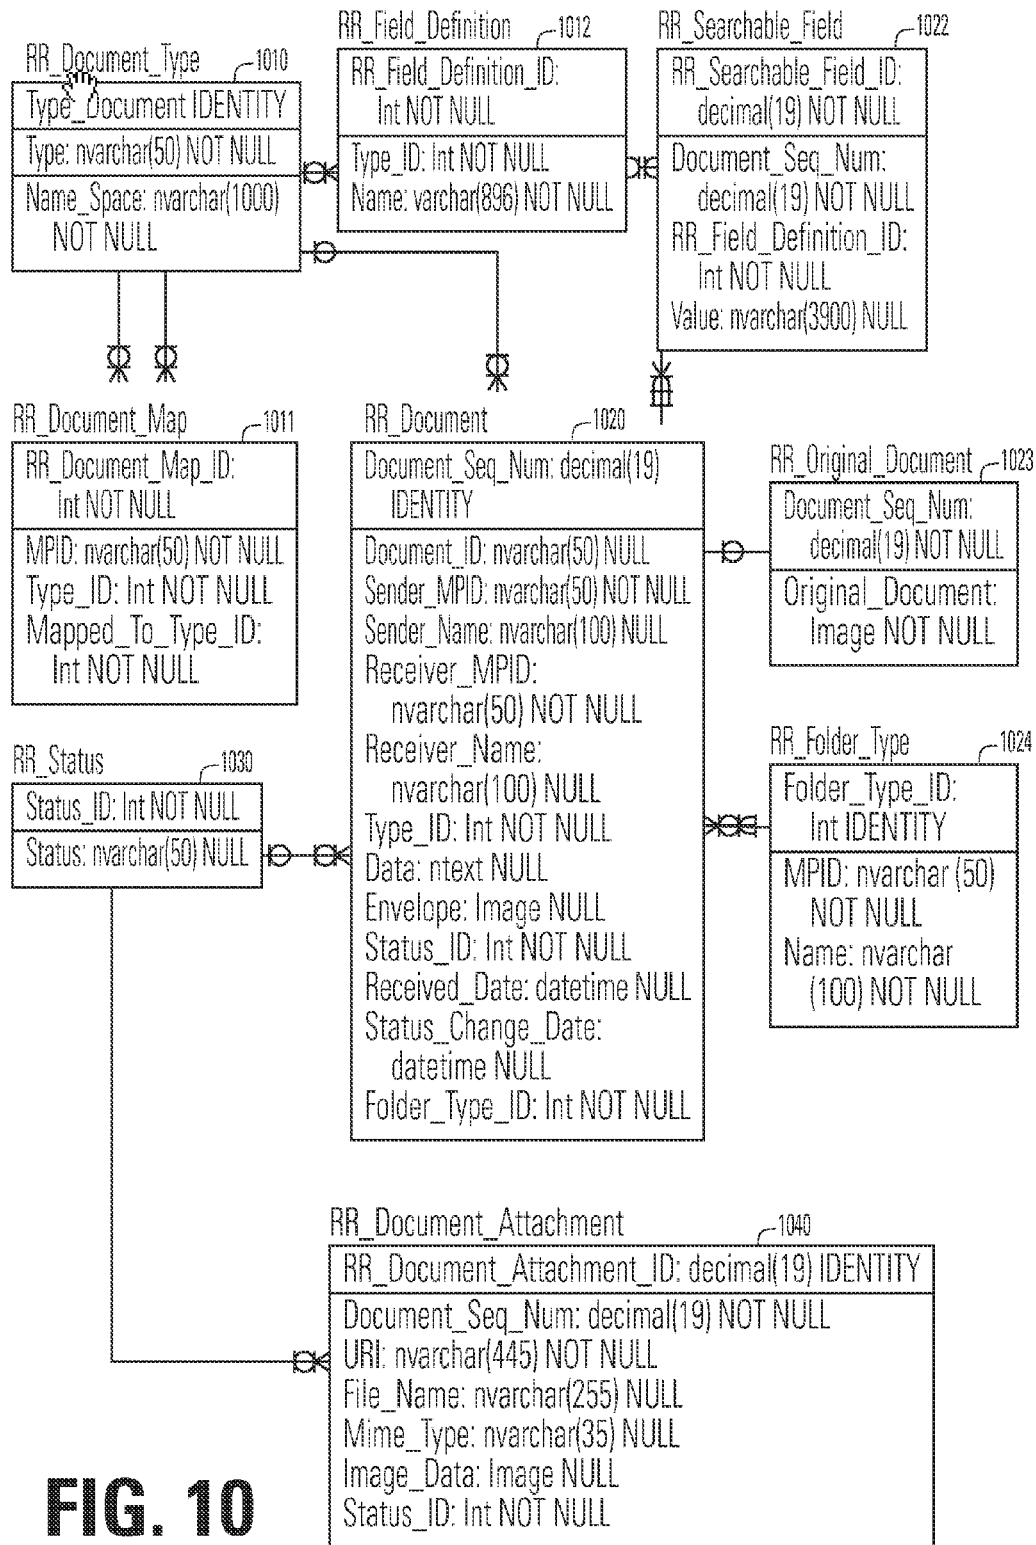 RR_Document_Type
1010
Type_Document IDENTITY
Type: nvarchar(50) NOT NULL
Name_Space: nvarchar(1000)
NOT NULL
RR_Field_Definition
1012
RR_Field_Definition_ID:
Int NOT NULL
Type_ID: Int NOT NULL
Name: varchar(896) NOT NULL
RR_Searchable_Field
1022
RR_Searchable_Field_ID:
decimal(19) NOT NULL
Document_Seq_Num:
decimal(19) NOT NULL
RR_Field_Definition_ID:
Int NOT NULL
Value: nvarchar(3900) NULL
RR_Document_Map
1011
RR_Document_Map_ID:
Int NOT NULL
MPID: nvarchar(50) NOT NULL
Type_ID: Int NOT NULL
Mapped_To_Type_ID:
Int NOT NULL
RR_Document
1020
Document_Seq_Num: decimal(19)
IDENTITY
Document_ID: nvarchar(50) NULL
Sender_MPID: nvarchar(50) NOT NULL
Sender_Name: nvarchar(100) NULL
Receiver_MPID:
nvarchar(50) NOT NULL
Receiver_Name:
nvarchar(100) NULL
Type_ID: Int NOT NULL
Data: ntext NULL
Envelope: Image NULL
Status_ID: Int NOT NULL
Received_Date: datetime NULL
Status_Change_Date:
datetime NULL
Folder_Type_ID: Int NOT NULL
RR_Original_Document
1023
Document_Seq_Num:
decimal(19) NOT NULL
Original_Document:
Image NOT NULL
RR_Folder_Type
1024
Folder_Type_ID:
Int IDENTITY
MPID: nvarchar (50)
NOT NULL
Name: nvarchar
(100) NOT NULL
RR_Status
1030
Status_ID: Int NOT NULL
Status: nvarchar(50) NULL
RR_Document_Attachment
1040
RR_Document_Attachment_ID: decimal(19) IDENTITY
Document_Seq_Num: decimal(19) NOT NULL
URI: nvarchar(445) NOT NULL
File_Name: nvarchar(255) NULL
Mime_Type: nvarchar(35) NULL
Image_Data: Image NULL
Status_ID: Int NOT NULL
FIG. 10